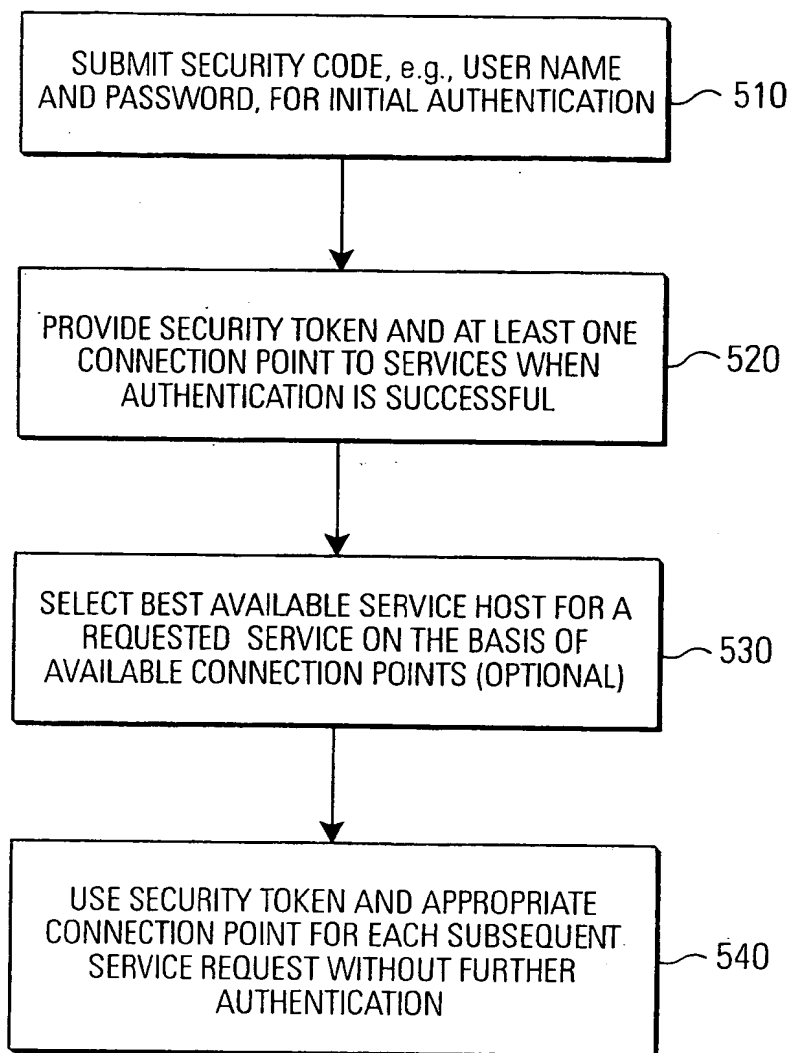 SUBMIT SECURITY CODE, e.g., USER NAME
AND PASSWORD, FOR INITIAL AUTHENTICATION
510
PROVIDE SECURITY TOKEN AND AT LEAST ONE
CONNECTION POINT TO SERVICES WHEN
AUTHENTICATION IS SUCCESSFUL
520
SELECT BEST AVAILABLE SERVICE HOST FOR A
REQUESTED SERVICE ON THE BASIS OF
AVAILABLE CONNECTION POINTS (OPTIONAL)
530
USE SECURITY TOKEN AND APPROPRIATE
CONNECTION POINT FOR EACH SUBSEQUENT
SERVICE REQUEST WITHOUT FURTHER
AUTHENTICATION
540